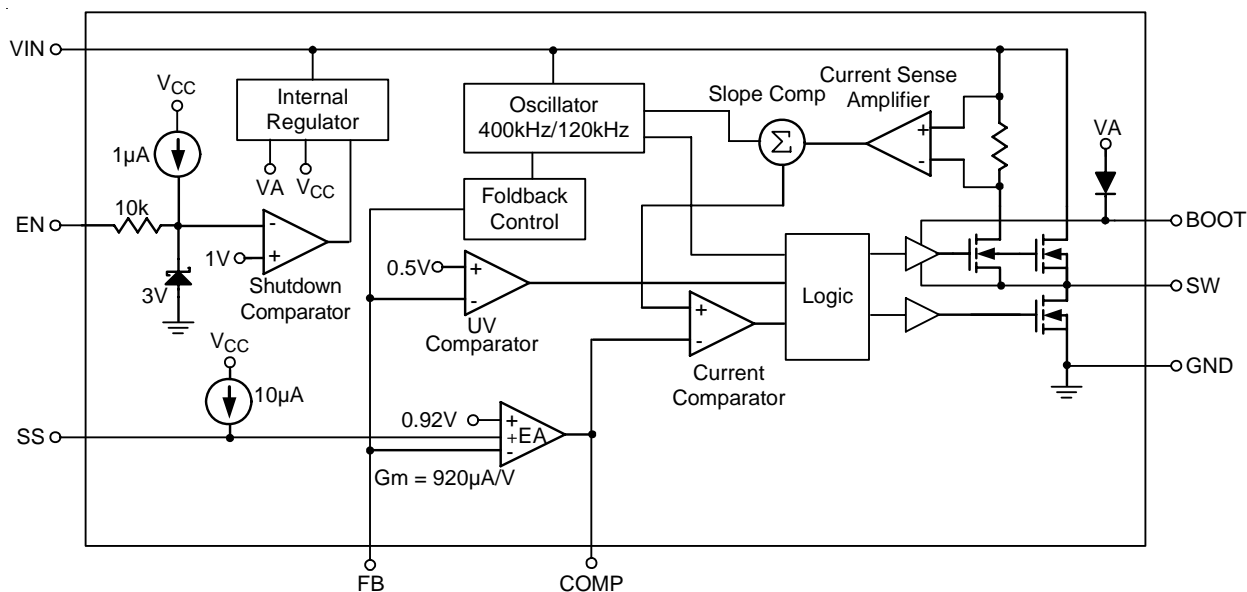 VIN
VCC
1µA
Internal
Regulator
VA
VCC
Oscillator
400kHz/120kHz
Foldback
Control
Slope Comp
Σ
Current Sense
Amplifier
+
-
VA
BOOT
EN
10k
3V
1V
-
+
Shutdown
Comparator
0.5V
+
-
UV
Comparator
+
-
Current
Comparator
Logic
SW
GND
VCC
10µA
SS
0.92V
+
+EA
-
Gm = 920µA/V
FB
COMP